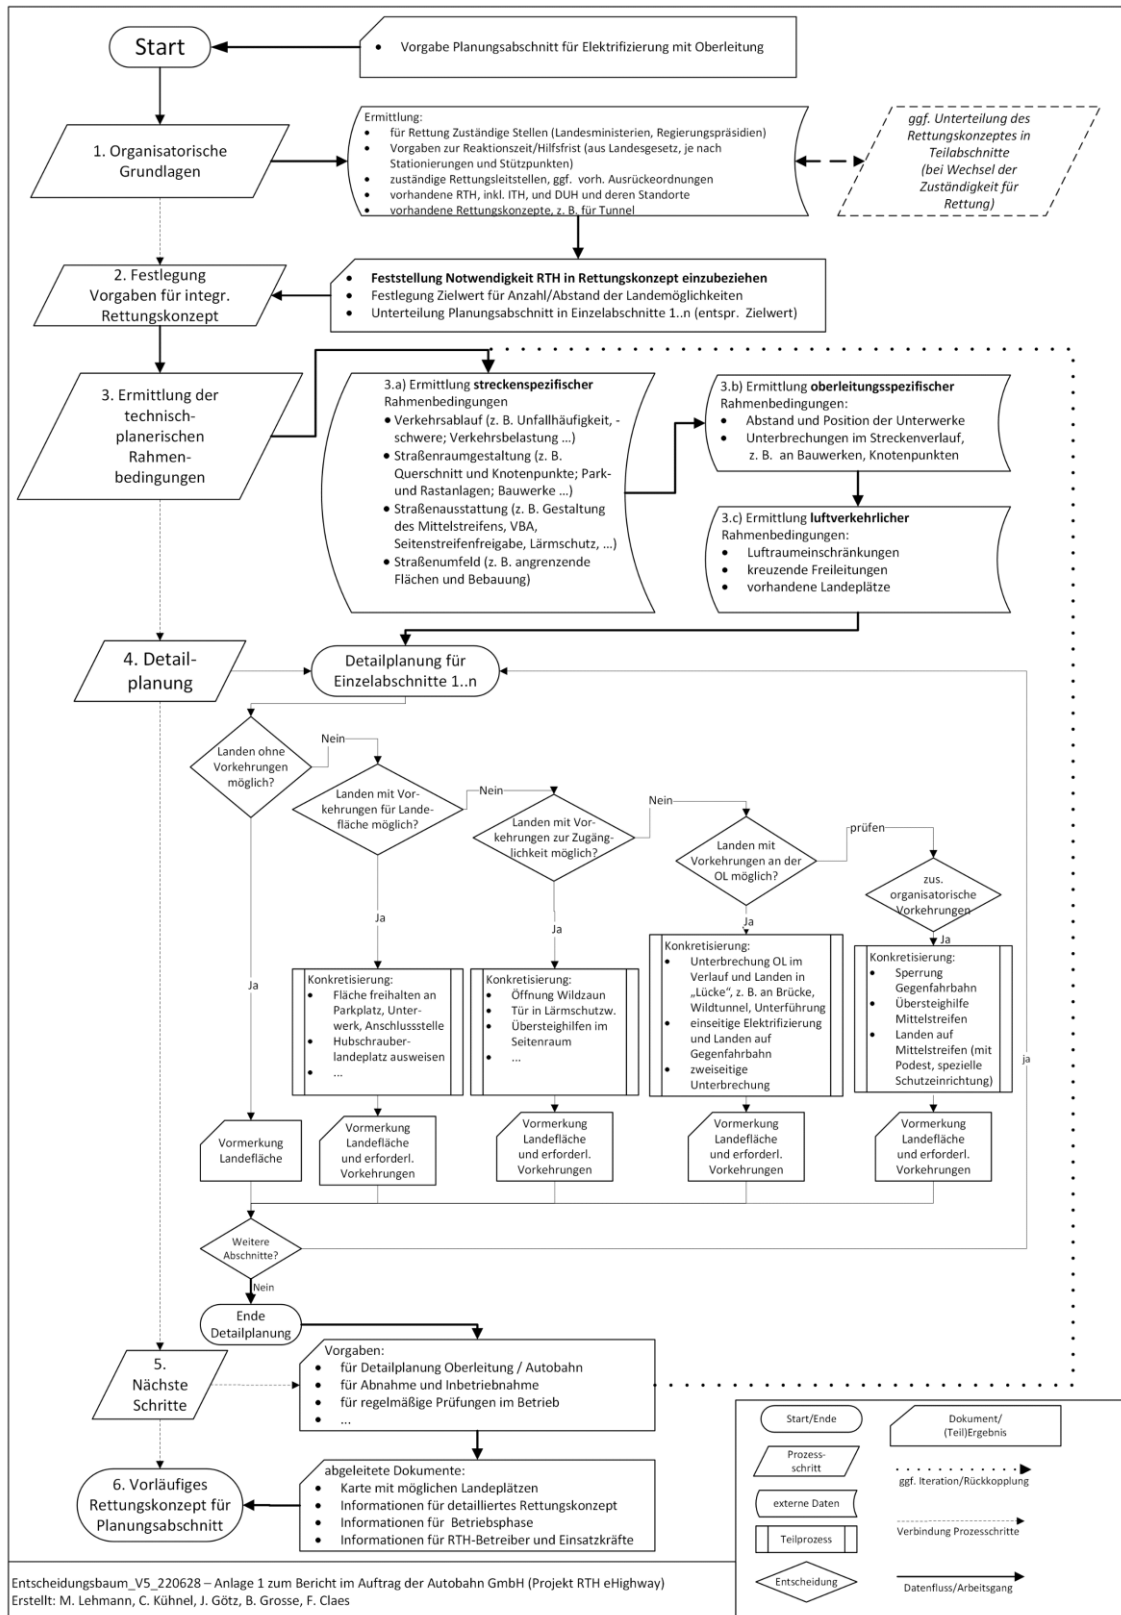 Start
• Vorgabe Planungsabschnitt für Elektrifizierung mit Oberleitung
1. Organisatorische
Grundlagen
Ermittlung:
• für Rettung Zuständige Stellen (Landesministerien, Regierungspräsidien)
• Vorgaben zur Reaktionszeit/Hilfsfrist (aus Landesgesetz, je nach
Stationierungen und Stützpunkten)
• zuständige Rettungsleitstellen, ggf. vorh. Ausrückeordnungen
• vorhandene RTH, inkl. ITH, und DUH und deren Standorte
• vorhandene Rettungskonzepte, z. B. für Tunnel
ggf. Unterteilung des
Rettungskonzeptes in
Teilabschnitte
(bei Wechsel der
Zuständigkeit für
Rettung)
2. Festlegung
Vorgaben für integr.
Rettungskonzept
• Feststellung Notwendigkeit RTH in Rettungskonzept einzubeziehen
• Festlegung Zielwert für Anzahl/Abstand der Landemöglichkeiten
• Unterteilung Planungsabschnitt in Einzelabschnitte 1..n (entspr. Zielwert)
3. Ermittlung der
technisch-
planerischen
Rahmen-
bedingungen
3.a) Ermittlung streckenspezifischer
Rahmenbedingungen
• Verkehrsablauf (z. B. Unfallhäufigkeit, -
schwere; Verkehrsbelastung ...)
• Straßenraumgestaltung (z. B.
Querschnitt und Knotenpunkte; Park-
und Rastanlagen; Bauwerke ...)
• Straßenausstattung (z. B. Gestaltung
des Mittelstreifens, VBA,
Seitenstreifenfreigabe, Lärmschutz, ...)
• Straßenumfeld (z. B. angrenzende
Flächen und Bebauung)
3.b) Ermittlung oberleitungsspezifischer
Rahmenbedingungen:
• Abstand und Position der Unterwerke
• Unterbrechungen im Streckenverlauf,
z. B. an Bauwerken, Knotenpunkten
3.c) Ermittlung luftverkehrlicher
Rahmenbedingungen:
• Luftraumeinschränkungen
• kreuzende Freileitungen
• vorhandene Landeplätze
4. Detail-
planung
Detailplanung für
Einzelabschnitte 1..n
Landen ohne
Vorkehrungen
möglich?
Nein
Landen mit Vor-
kehrungen für Lande-
fläche möglich?
Nein
Landen mit Vor-
kehrungen zur Zugäng-
lichkeit möglich?
Nein
Landen mit
Vorkehrungen an der
OL möglich?
prüfen
zus.
organisatorische
Vorkehrungen
Ja
Ja
Ja
Ja
Ja
Konkretisierung:
• Fläche freihalten an
Parkplatz, Unter-
werk, Anschlussstelle
• Hubschrauber-
landeplatz ausweisen
• ...
Konkretisierung:
• Öffnung Wildzaun
• Tür in Lärmschutzw.
• Übersteighilfen im
Seitenraum
• ...
Konkretisierung:
• Unterbrechung OL im
Verlauf und Landen in
„Lücke“, z. B. an Brücke,
Wildtunnel, Unterführung
• einseitige Elektrifizierung
und Landen auf
Gegenfahrbahn
• zweiseitige
Unterbrechung
Konkretisierung:
• Sperrung
Gegenfahrbahn
• Übersteighilfe
Mittelstreifen
• Landen auf
Mittelstreifen (mit
Podest, spezielle
Schutzeinrichtung)
ja
Vormerkung
Landefläche
Vormerkung
Landefläche
und erforderl.
Vorkehrungen
Vormerkung
Landefläche
und erforderl.
Vorkehrungen
Vormerkung
Landefläche
und erforderl.
Vorkehrungen
Vormerkung
Landefläche
und erforderl.
Vorkehrungen
Weitere
Abschnitte?
Nein
Ende
Detailplanung
5.
Nächste
Schritte
Vorgaben:
• für Detailplanung Oberleitung / Autobahn
• für Abnahme und Inbetriebnahme
• für regelmäßige Prüfungen im Betrieb
• ...
6. Vorläufiges
Rettungskonzept für
Planungsabschnitt
abgeleitete Dokumente:
• Karte mit möglichen Landeplätzen
• Informationen für detailliertes Rettungskonzept
• Informationen für Betriebsphase
• Informationen für RTH-Betreiber und Einsatzkräfte
Start/Ende
Dokument/
(Teil)Ergebnis
Prozess-
schritt
ggf. Iteration/Rückkopplung
externe Daten
Verbindung Prozesschritte
Teilprozess
Entscheidung
Datenfluss/Arbeitsgang
Entscheidungsbaum_V5_220628 – Anlage 1 zum Bericht im Auftrag der Autobahn GmbH (Projekt RTH eHighway)
Erstellt: M. Lehmann, C. Kühnel, J. Götz, B. Grosse, F. Claes